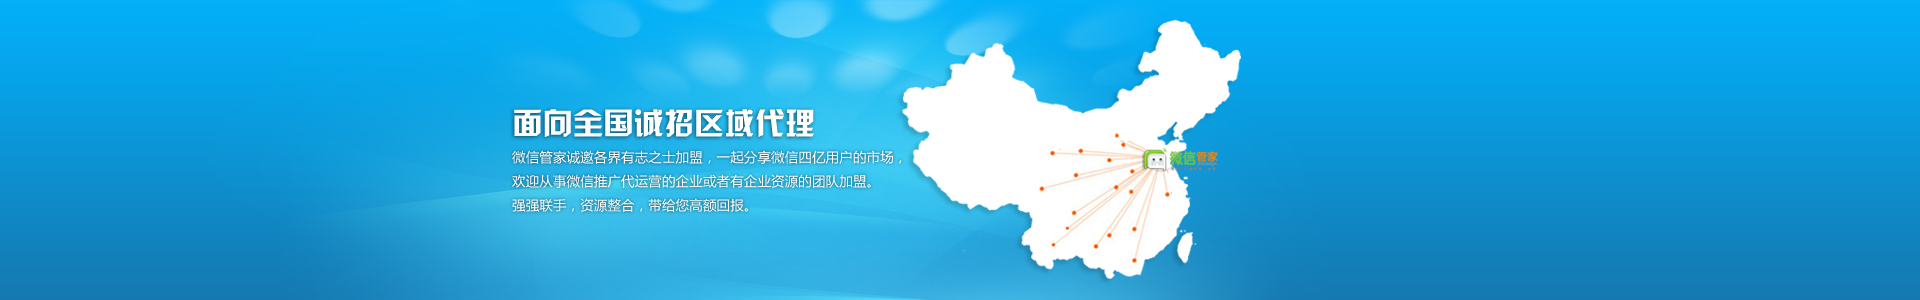 面向全国诚招区域代理
微信管家诚邀各界有志之士加盟，一起分享微信四亿用户的市场，
欢迎从事微信推广代运营的企业或者有企业资源的团队加盟。
强强联手，资源整合，带给您高额回报。
微信管家